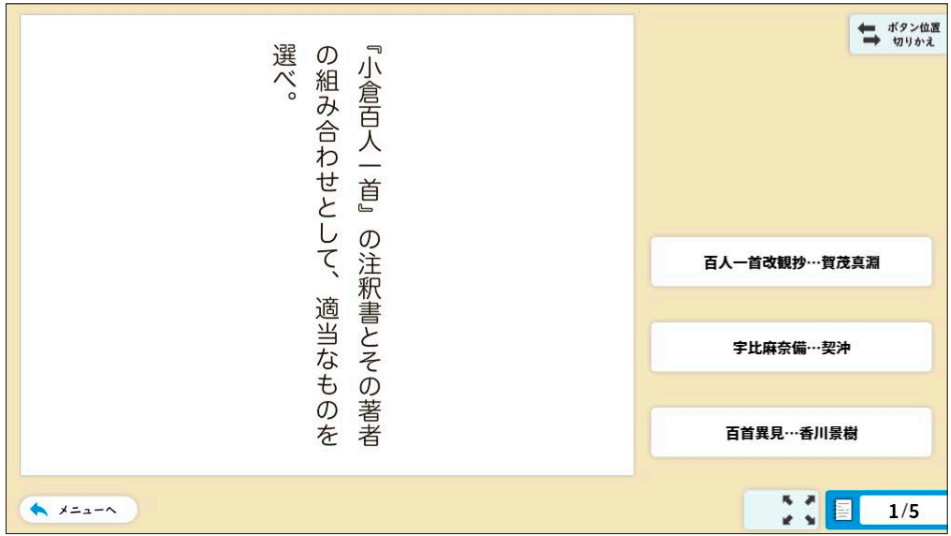 『小倉百人一首』の注釈書とその著者
の組み合わせとして、適当なものを
選べ。
ボタン位置
切りかえ
百人一首改観抄…賀茂真淵
宇比麻奈備…契沖
百首異見…香川景樹
メニューへ
1/5